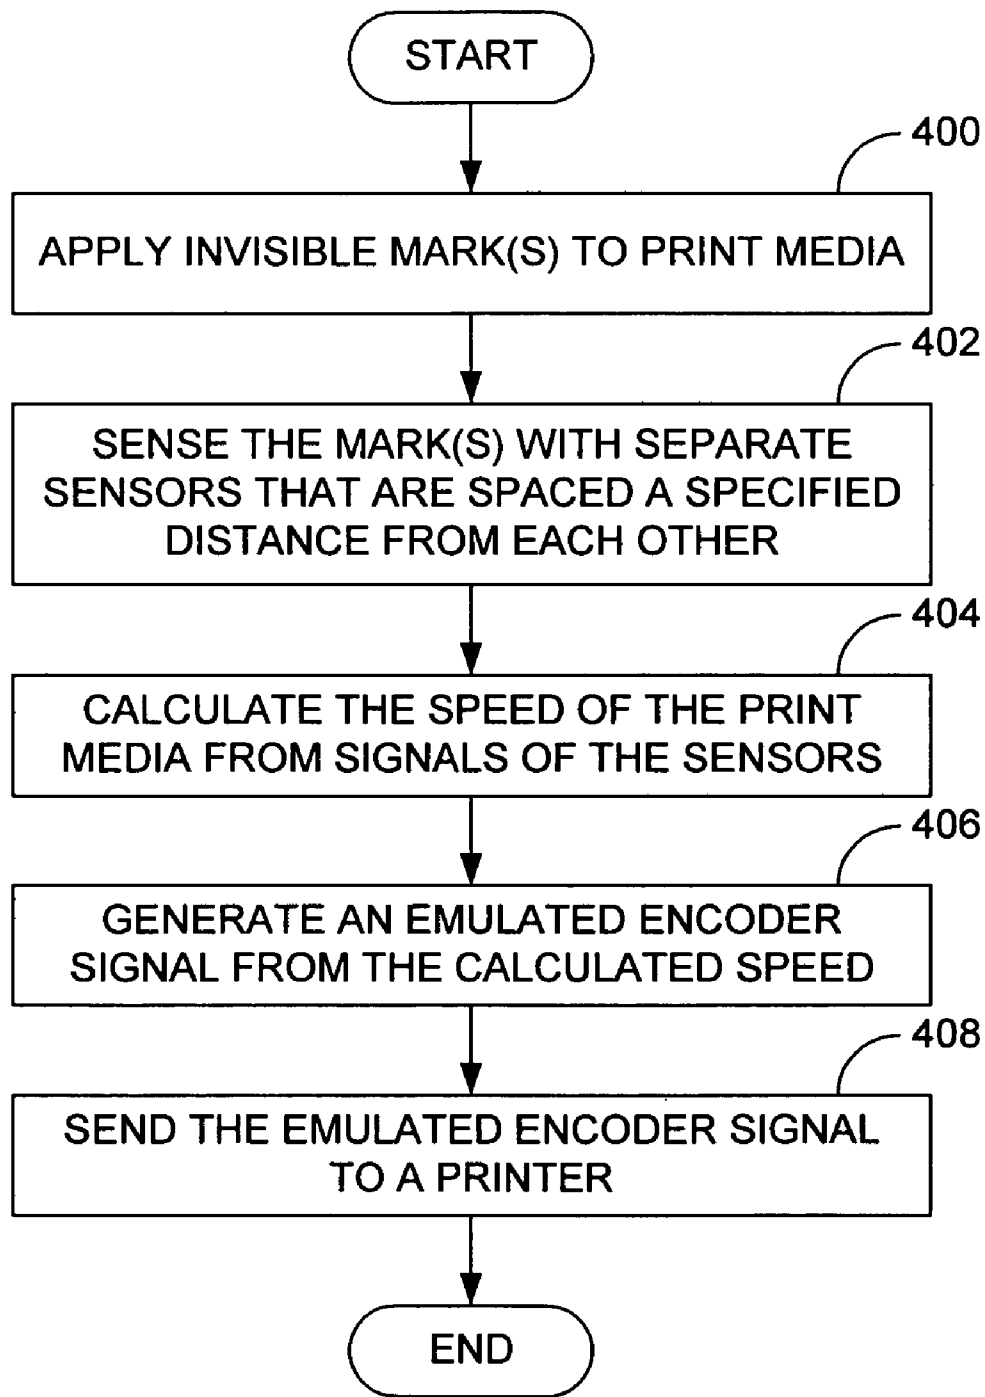 START
400
APPLY INVISIBLE MARK(S) TO PRINT MEDIA
402
SENSE THE MARK(S) WITH SEPARATE
SENSORS THAT ARE SPACED A SPECIFIED
DISTANCE FROM EACH OTHER
404
CALCULATE THE SPEED OF THE PRINT
MEDIA FROM SIGNALS OF THE SENSORS
406
GENERATE AN EMULATED ENCODER
SIGNAL FROM THE CALCULATED SPEED
408
SEND THE EMULATED ENCODER SIGNAL
TO A PRINTER
END